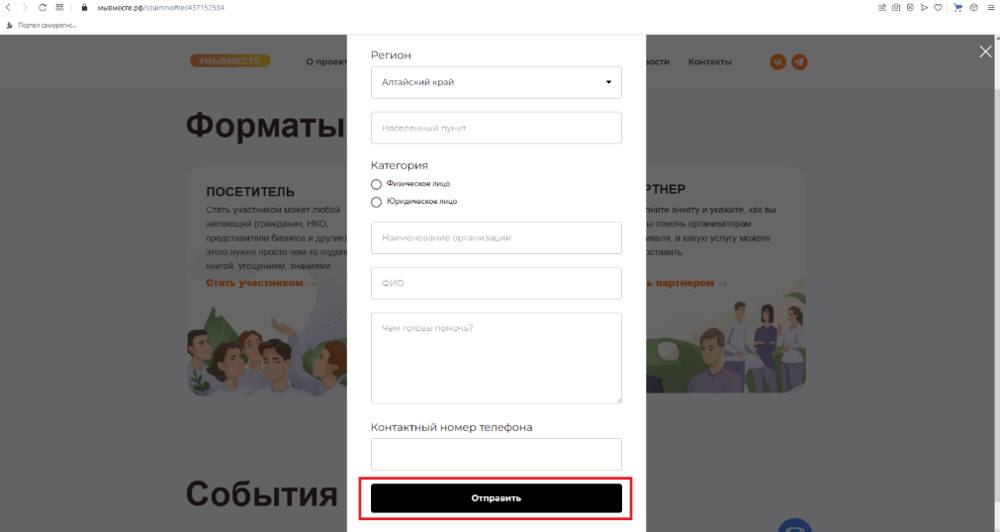 мывместе.рф/vzaimno#rec437152534
Портал саморегис...
#МЫВМЕСТЕ
О проект
вости
Контакты
Регион
Алтайский край
Населенный пункт
Категория
Физическое лицо
Юридическое лицо
Наименование организации
ФИО
Чем готовы помочь?
Контактный номер телефона
Отправить
Форматы
ПОСЕТИТЕЛЬ
Стать участником может любой
желающий (гражданин, НКО,
представители бизнеса и другие)
этого нужно просто чем-то подел
книгой, угощением, знаниями
Стать участником →
РТНЕР
лните анкету и укажите, как вы
ы помочь организаторам
иваля, и какую услугу можете
оставить
ь партнером →
События